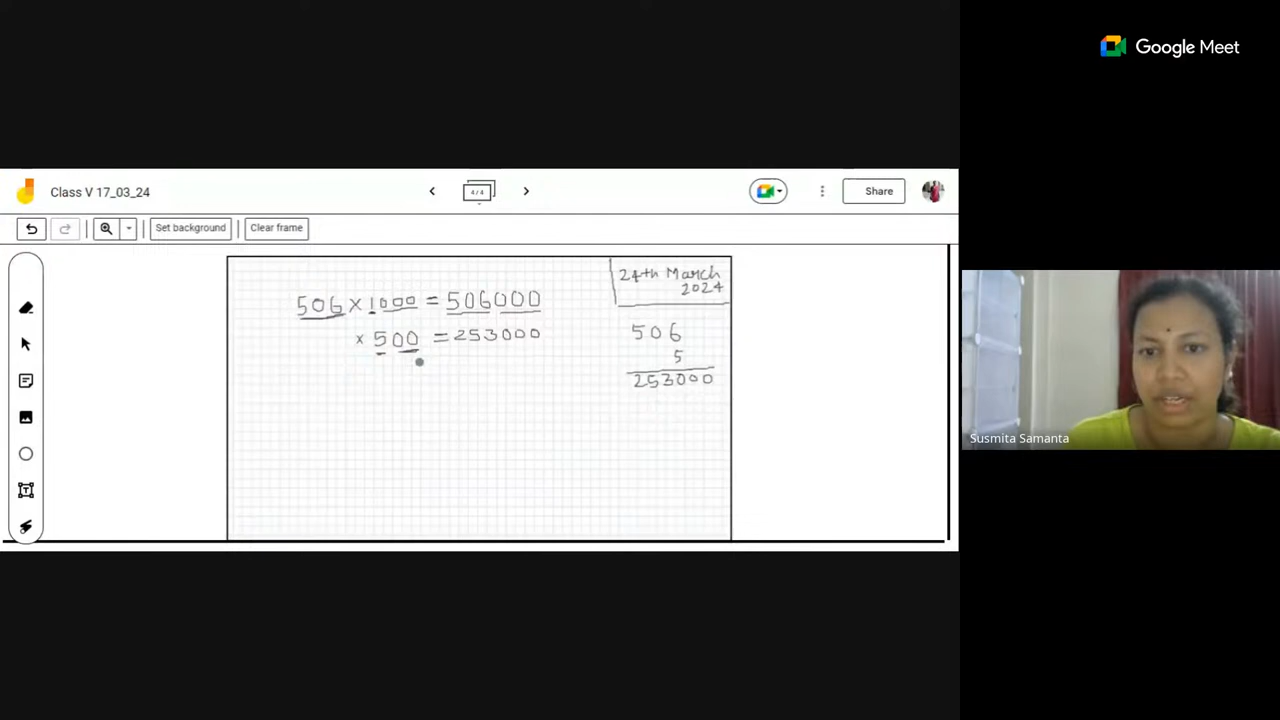 Google Meet
Class V 17_03_24
4/4
Share
Set background
Clear frame
24th March
2024
506 × 1000 = 506000
× 500 = 253000
506
5
253000
T
Susmita Samanta